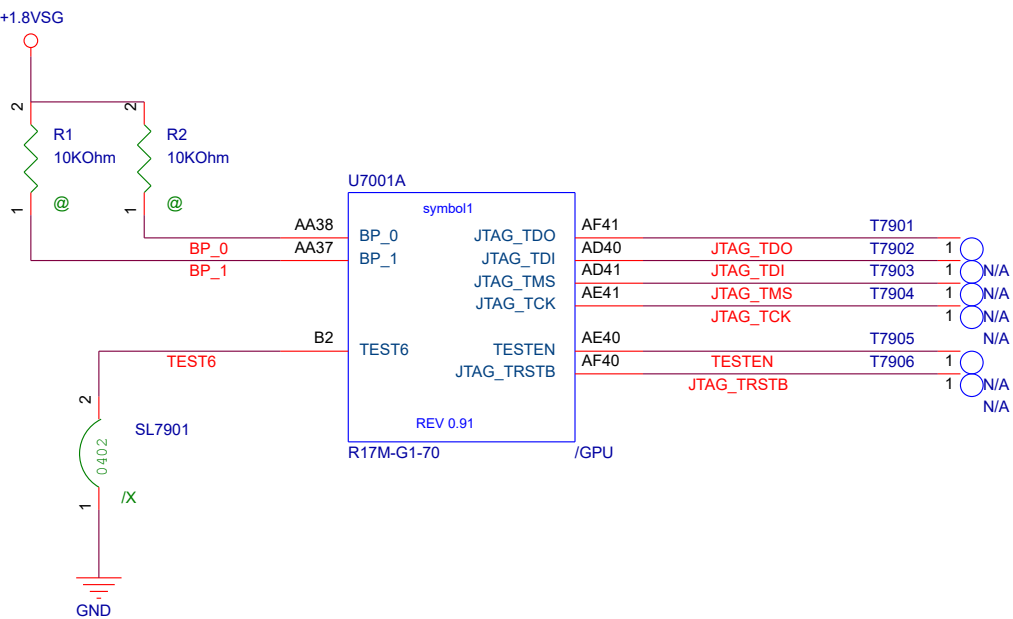 +1.8VSG
2
2
R1
R2
10KOhm
10KOhm
@
@
1
1
U7001A
symbol1
AA38
BP_0
BP_0
AA37
BP_1
BP_1
B2
TEST6
TEST6
JTAG_TDO
AF41
T7901
JTAG_TDO
1
JTAG_TDI
AD40
T7902
JTAG_TDI
1
N/A
JTAG_TMS
AD41
T7903
JTAG_TMS
1
N/A
JTAG_TCK
AE41
T7904
JTAG_TCK
1
N/A
N/A
TESTEN
AE40
T7905
TESTEN
1
JTAG_TRSTB
AF40
T7906
JTAG_TRSTB
1
N/A
N/A
REV 0.91
R17M-G1-70
/GPU
2
SL7901
0402
/X
1
GND